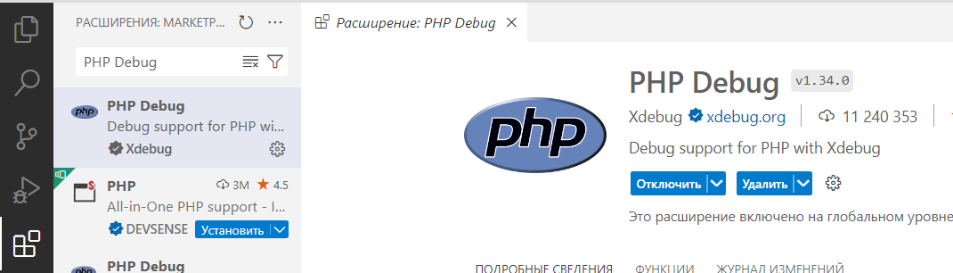 РАСШИРЕНИЯ: MARKETP...
PHP Debug
PHP Debug
Debug support for PHP wi...
Xdebug
PHP 3M 4.5
All-in-One PHP support - I...
DEVSENSE Установить
PHP Debug
Расширение: PHP Debug
php
PHP Debug v1.34.0
Xdebug xdebug.org 11 240 353
Debug support for PHP with Xdebug
Отключить Удалить
Это расширение включено на глобальном уровне
ПОДРОБНЫЕ СВЕДЕНИЯ ФУНКЦИИ ЖУРНАЛ ИЗМЕНЕНИЙ